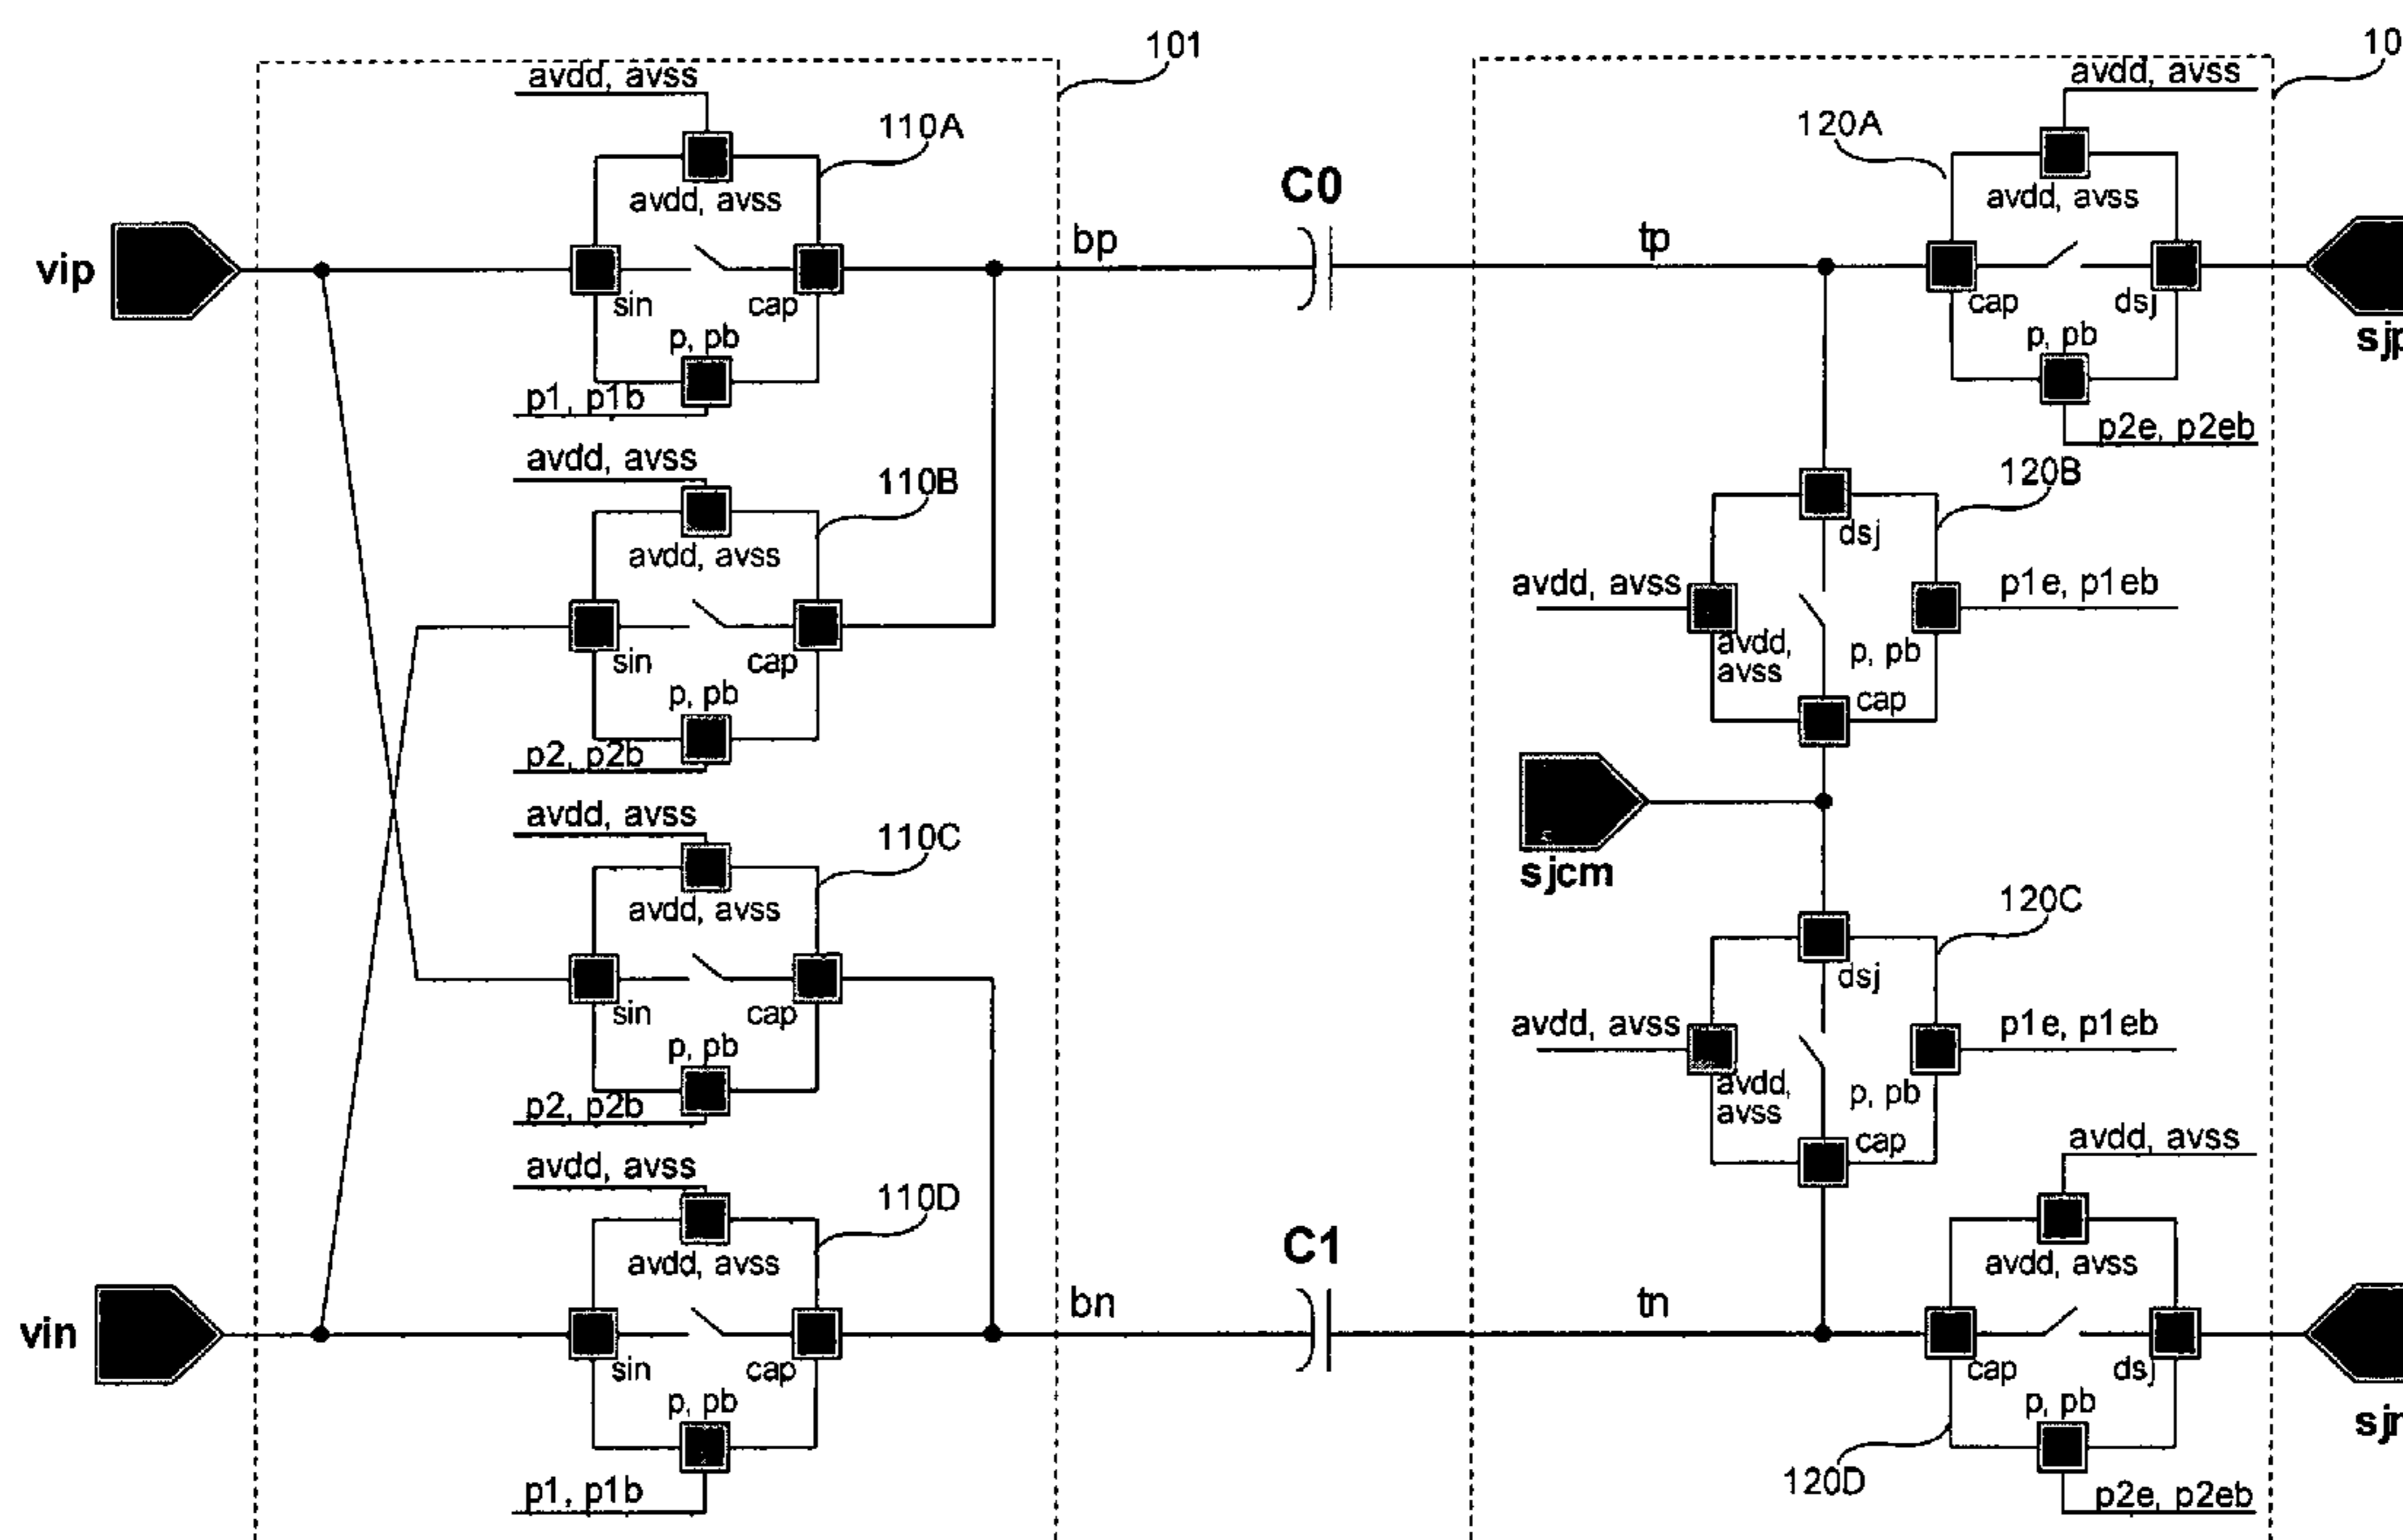 101
10
avdd, avss
avdd, avss
110A
120A
avdd, avss
avdd, avss
C0
vip
bp
tp
sin
cap
cap
dsj
p, pb
p, pb
p1, p1b
p2e, p2eb
avdd, avss
110B
120B
avdd, avss
dsj
avdd, avss
p1e, p1eb
sin
cap
avdd,
avss
p, pb
p, pb
cap
p2, p2b
avdd, avss
110C
sjcm
120C
avdd, avss
dsj
sin
cap
avdd, avss
p1e, p1eb
p, pb
avdd,
avss
p, pb
p2, p2b
cap
avdd, avss
avdd, avss
110D
C1
avdd, avss
avdd, avss
vin
bn
tn
sin
cap
cap
dsj
p, pb
p, pb
p1, p1b
120D
p2e, p2eb